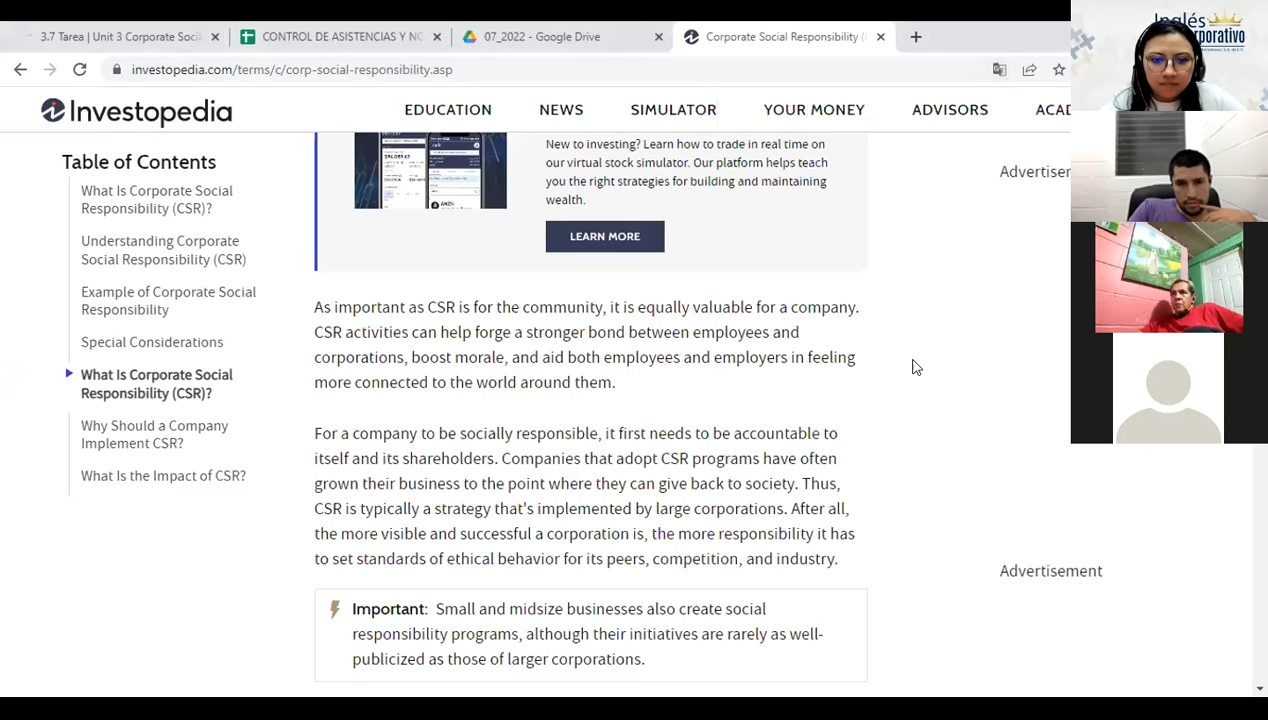 3.7 Tarea | Unit 3 Corporate Soci
CONTROL DE ASISTENCIAS Y NO
07_2022 - Google Drive
Corporate Social Responsibility (
investopedia.com/terms/c/corp-social-responsibility.asp
Inglés
Corporativo
Investopedia
EDUCATION
NEWS
SIMULATOR
YOUR MONEY
ADVISORS
ACA
Table of Contents
What Is Corporate Social
Responsibility (CSR)?
Understanding Corporate
Social Responsibility (CSR)
Example of Corporate Social
Responsibility
Special Considerations
What Is Corporate Social
Responsibility (CSR)?
Why Should a Company
Implement CSR?
What Is the Impact of CSR?
New to investing? Learn how to trade in real time on
our virtual stock simulator. Our platform helps teach
you the right strategies for building and maintaining
wealth.
LEARN MORE
As important as CSR is for the community, it is equally valuable for a company.
CSR activities can help forge a stronger bond between employees and
corporations, boost morale, and aid both employees and employers in feeling
more connected to the world around them.
For a company to be socially responsible, it first needs to be accountable to
itself and its shareholders. Companies that adopt CSR programs have often
grown their business to the point where they can give back to society. Thus,
CSR is typically a strategy that's implemented by large corporations. After all,
the more visible and successful a corporation is, the more responsibility it has
to set standards of ethical behavior for its peers, competition, and industry.
Important: Small and midsize businesses also create social
responsibility programs, although their initiatives are rarely as well-
publicized as those of larger corporations.
Advertisem
Advertisement